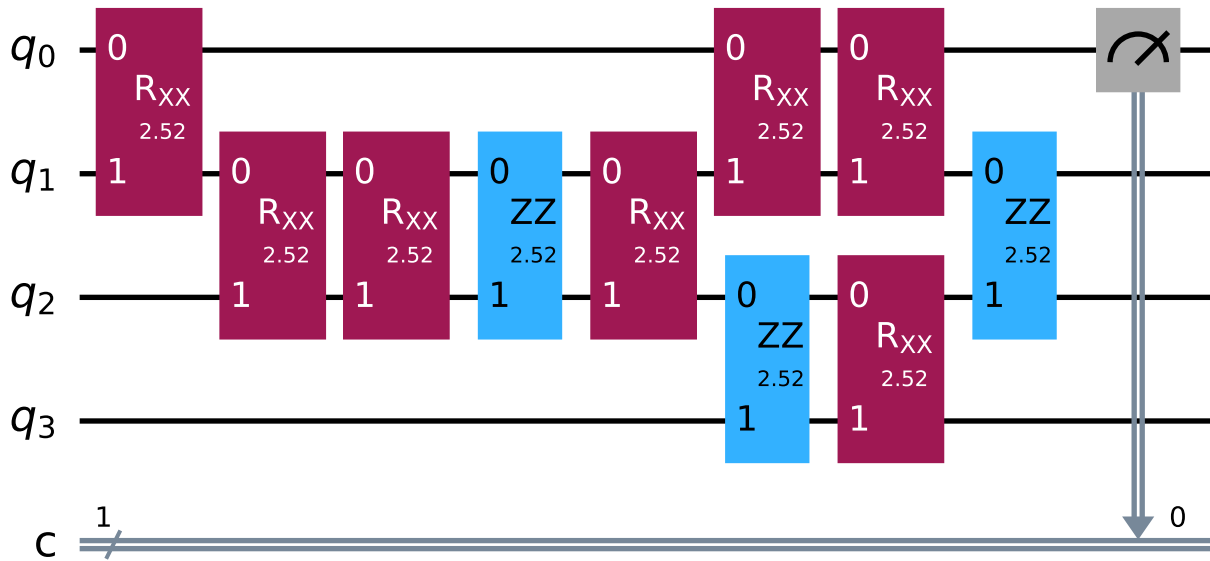 q0 0 RXX 2.52 1 0 RXX 2.52 1 0 RXX 2.52 1
q1 0 RXX 2.52 1 0 RXX 2.52 1 0 ZZ 2.52 1 0 RXX 2.52 1 0 ZZ 2.52 1
q2 0 ZZ 2.52 1 0 RXX 2.52 1
q3
1 0
c